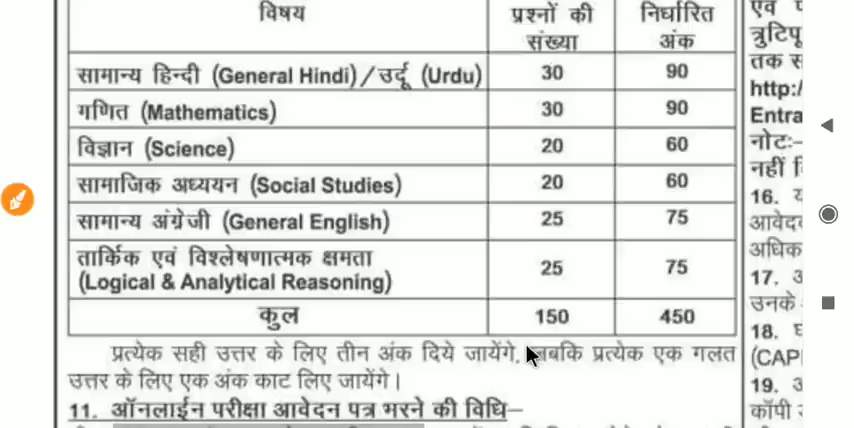 विषय प्रश्नों की संख्या निर्धारित अंक
सामान्य हिन्दी (General Hindi) / उर्दू (Urdu) 30 90
गणित (Mathematics) 30 90
विज्ञान (Science) 20 60
सामाजिक अध्ययन (Social Studies) 20 60
सामान्य अंग्रेजी (General English) 25 75
तार्किक एवं विश्लेषणात्मक क्षमता
(Logical & Analytical Reasoning) 25 75
कुल 150 450
प्रत्येक सही उत्तर के लिए तीन अंक दिये जायेंगे, जबकि प्रत्येक एक गलत
उत्तर के लिए एक अंक काट लिए जायेंगे।
11. ऑनलाईन परीक्षा आवेदन पत्र भरने की विधि–
एवं
त्रुटिपू
तक स
http:/
Entra
नोटः–
नहीं
16.
आवेद
अधिक
17.
उनके
18.
(CAP
19.
कॉपी